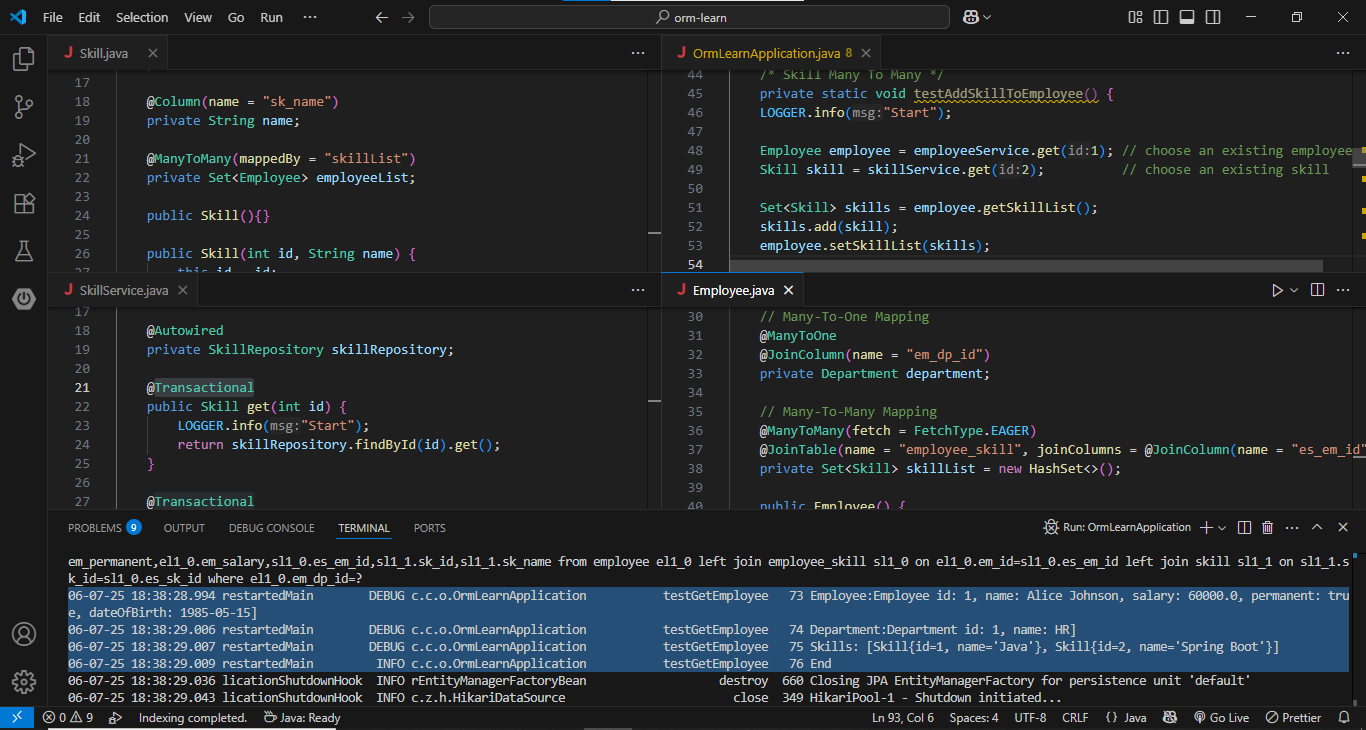 File Edit Selection View Go Run ··· orm-learn
Skill.java
17
18 @Column(name = "sk_name")
19 private String name;
20
21 @ManyToMany(mappedBy = "skillList")
22 private Set<Employee> employeeList;
23
24 public Skill(){}
25
26 public Skill(int id, String name) {
27 this.id = id;
OrmLearnApplication.java 8
44 /* Skill Many To Many */
45 private static void testAddSkillToEmployee() {
46 LOGGER.info(msg:"Start");
47
48 Employee employee = employeeService.get(id:1); // choose an existing employee
49 Skill skill = skillService.get(id:2); // choose an existing skill
50
51 Set<Skill> skills = employee.getSkillList();
52 skills.add(skill);
53 employee.setSkillList(skills);
54
SkillService.java
17
18 @Autowired
19 private SkillRepository skillRepository;
20
21 @Transactional
22 public Skill get(int id) {
23 LOGGER.info(msg:"Start");
24 return skillRepository.findById(id).get();
25 }
26
27 @Transactional
Employee.java
30 // Many-To-One Mapping
31 @ManyToOne
32 @JoinColumn(name = "em_dp_id")
33 private Department department;
34
35 // Many-To-Many Mapping
36 @ManyToMany(fetch = FetchType.EAGER)
37 @JoinTable(name = "employee_skill", joinColumns = @JoinColumn(name = "es_em_id"
38 private Set<Skill> skillList = new HashSet<>();
39
40 public Employee() {
PROBLEMS 9 OUTPUT DEBUG CONSOLE TERMINAL PORTS Run: OrmLearnApplication
em_permanent,el1_0.em_salary,sl1_0.es_em_id,sl1_1.sk_id,sl1_1.sk_name from employee el1_0 left join employee_skill sl1_0 on el1_0.em_id=sl1_0.es_em_id left join skill sl1_1 on sl1_1.s
k_id=sl1_0.es_sk_id where el1_0.em_dp_id=?
06-07-25 18:38:28.994 restartedMain DEBUG c.c.o.OrmLearnApplication testGetEmployee 73 Employee:Employee id: 1, name: Alice Johnson, salary: 60000.0, permanent: tru
e, dateOfBirth: 1985-05-15]
06-07-25 18:38:29.006 restartedMain DEBUG c.c.o.OrmLearnApplication testGetEmployee 74 Department:Department id: 1, name: HR]
06-07-25 18:38:29.007 restartedMain DEBUG c.c.o.OrmLearnApplication testGetEmployee 75 Skills: [Skill{id=1, name='Java'}, Skill{id=2, name='Spring Boot'}]
06-07-25 18:38:29.009 restartedMain INFO c.c.o.OrmLearnApplication testGetEmployee 76 End
06-07-25 18:38:29.036 licationShutdownHook INFO rEntityManagerFactoryBean destroy 660 Closing JPA EntityManagerFactory for persistence unit 'default'
06-07-25 18:38:29.043 licationShutdownHook INFO c.z.h.HikariDataSource close 349 HikariPool-1 - Shutdown initiated...
0 9 Indexing completed. Java: Ready Ln 93, Col 6 Spaces: 4 UTF-8 CRLF {} Java Go Live Prettier